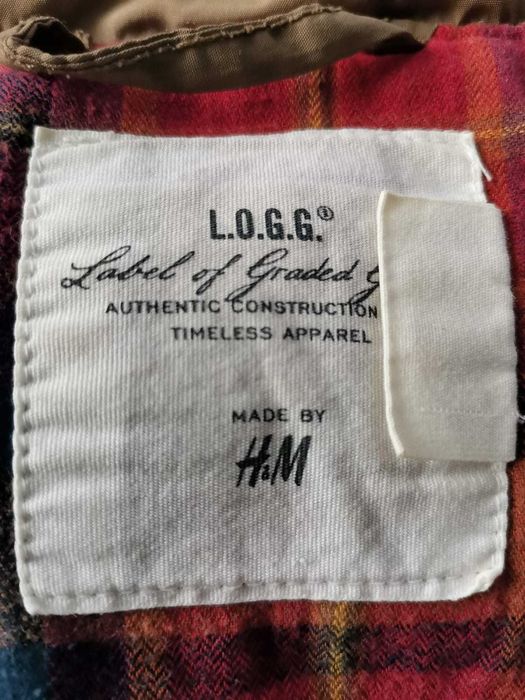 L.O.G.G.®
Label of Graded
AUTHENTIC CONSTRUCTION
TIMELESS APPAREL
MADE BY
H&M